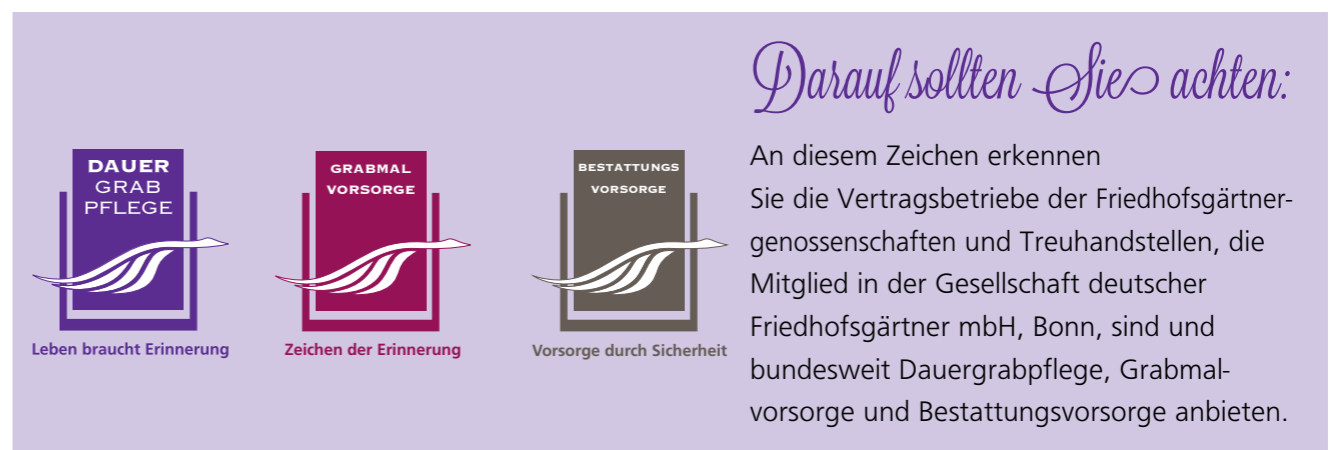 DAUER
GRAB
PFLEGE
Leben braucht Erinnerung
GRABMAL
VORSORGE
Zeichen der Erinnerung
BESTATTUNGS
VORSORGE
Vorsorge durch Sicherheit
Darauf sollten Sie achten:
An diesem Zeichen erkennen
Sie die Vertragsbetriebe der Friedhofsgärtner-
genossenschaften und Treuhandstellen, die
Mitglied in der Gesellschaft deutscher
Friedhofsgärtner mbH, Bonn, sind und
bundesweit Dauergrabpflege, Grabmal-
vorsorge und Bestattungsvorsorge anbieten.